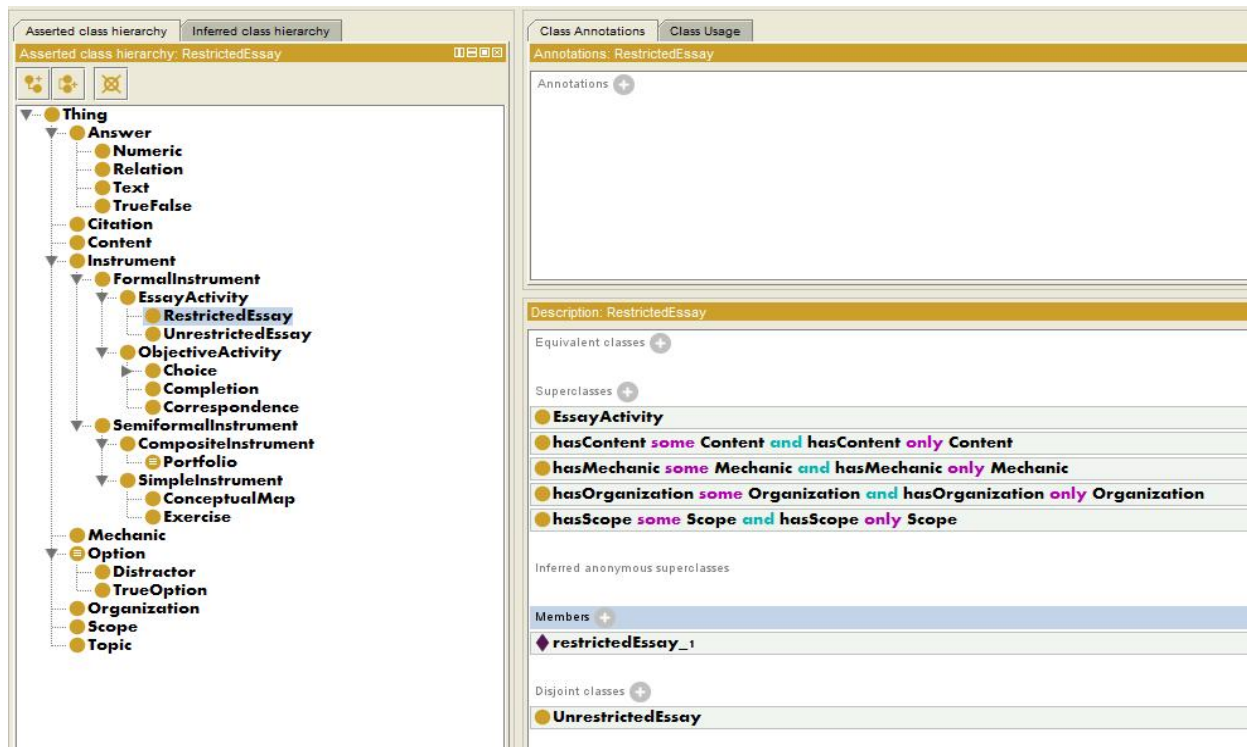 Asserted class hierarchy
Inferred class hierarchy
Asserted class hierarchy: RestrictedEssay
Thing
Answer
Numeric
Relation
Text
TrueFalse
Citation
Content
Instrument
FormalInstrument
EssayActivity
RestrictedEssay
UnrestrictedEssay
ObjectiveActivity
Choice
Completion
Correspondence
SemiformalInstrument
CompositeInstrument
Portfolio
SimpleInstrument
ConceptualMap
Exercise
Mechanic
Option
Distractor
TrueOption
Organization
Scope
Topic
Class Annotations
Class Usage
Annotations: RestrictedEssay
Annotations
Description: RestrictedEssay
Equivalent classes
Superclasses
EssayActivity
hasContent some Content and hasContent only Content
hasMechanic some Mechanic and hasMechanic only Mechanic
hasOrganization some Organization and hasOrganization only Organization
hasScope some Scope and hasScope only Scope
Inferred anonymous superclasses
Members
restrictedEssay_1
Disjoint classes
UnrestrictedEssay